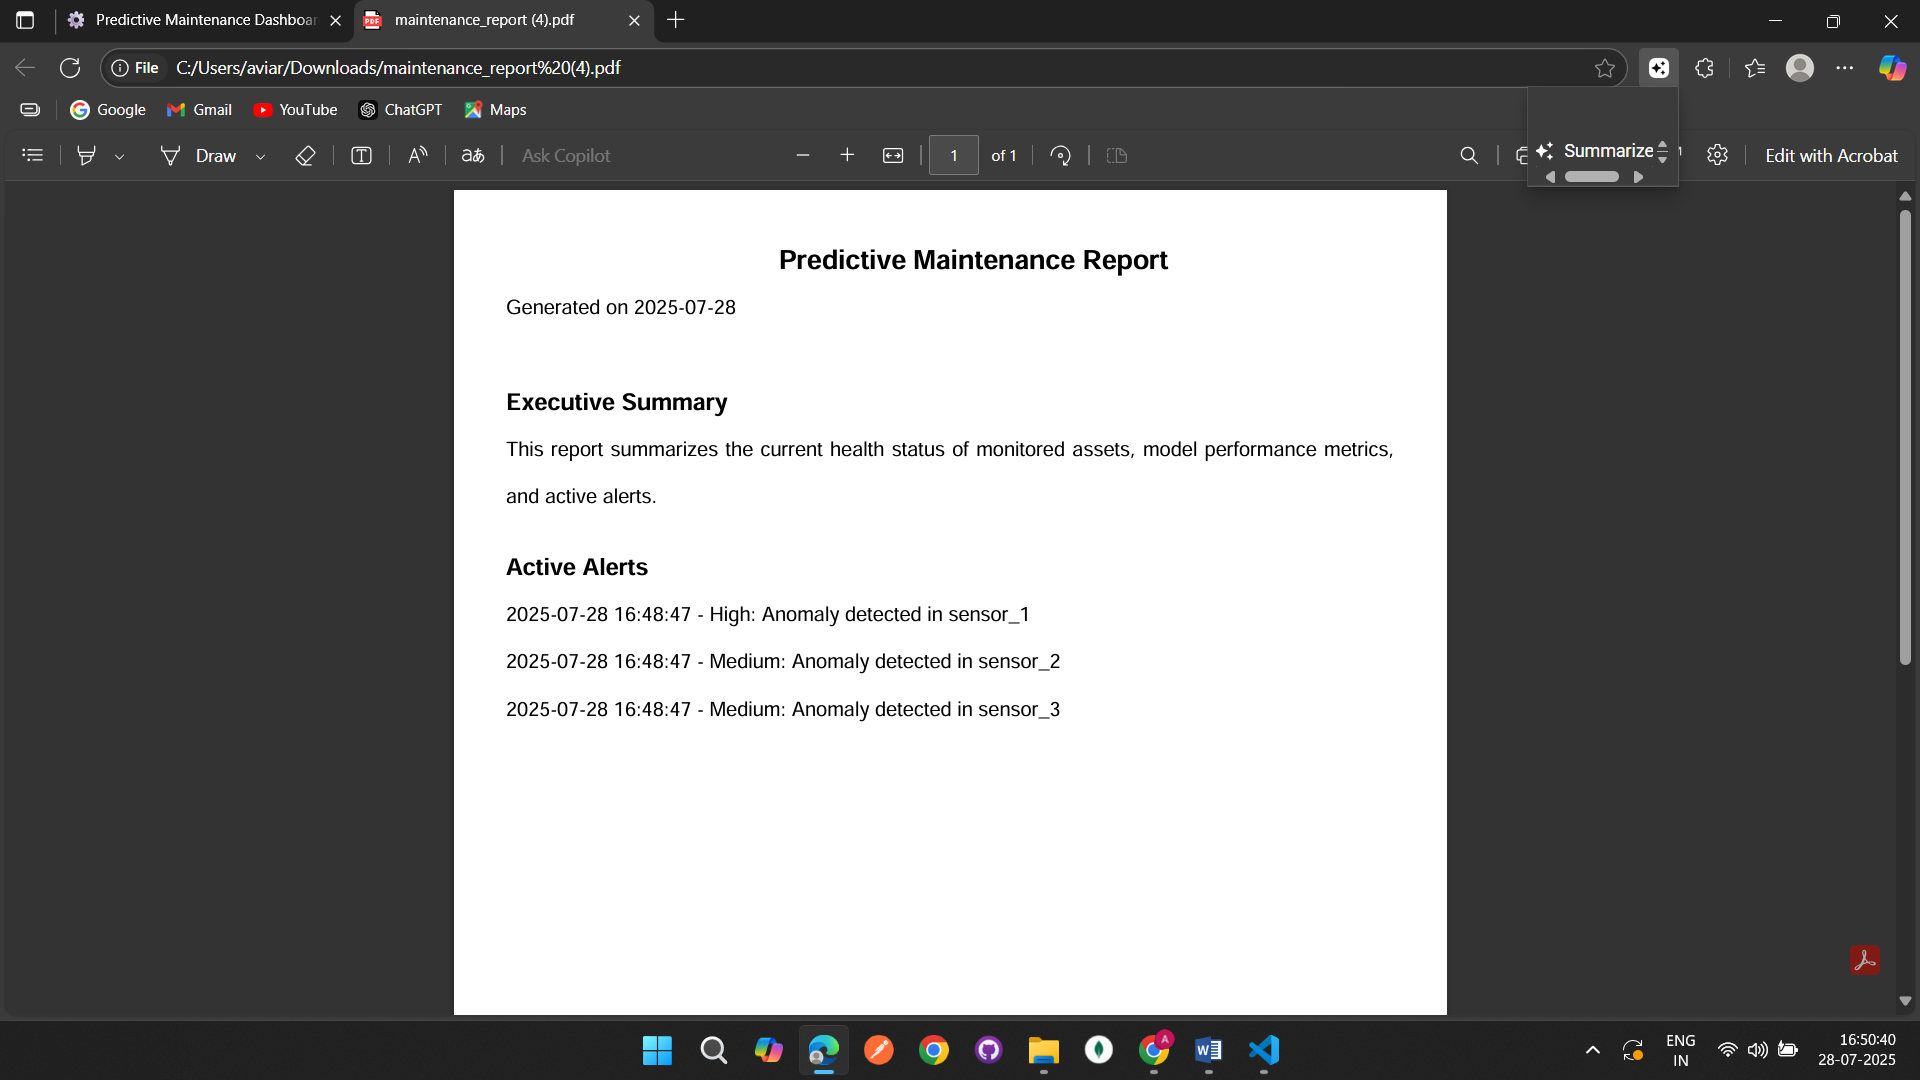 Predictive Maintenance Dashboar
maintenance_report (4).pdf
File
C:/Users/aviar/Downloads/maintenance_report%20(4).pdf
Google
Gmail
YouTube
ChatGPT
Maps
Draw
Ask Copilot
1
of 1
Summarize
Edit with Acrobat
Predictive Maintenance Report
Generated on 2025-07-28
Executive Summary
This report summarizes the current health status of monitored assets, model performance metrics,
and active alerts.
Active Alerts
2025-07-28 16:48:47 - High: Anomaly detected in sensor_1
2025-07-28 16:48:47 - Medium: Anomaly detected in sensor_2
2025-07-28 16:48:47 - Medium: Anomaly detected in sensor_3
ENG
IN
16:50:40
28-07-2025